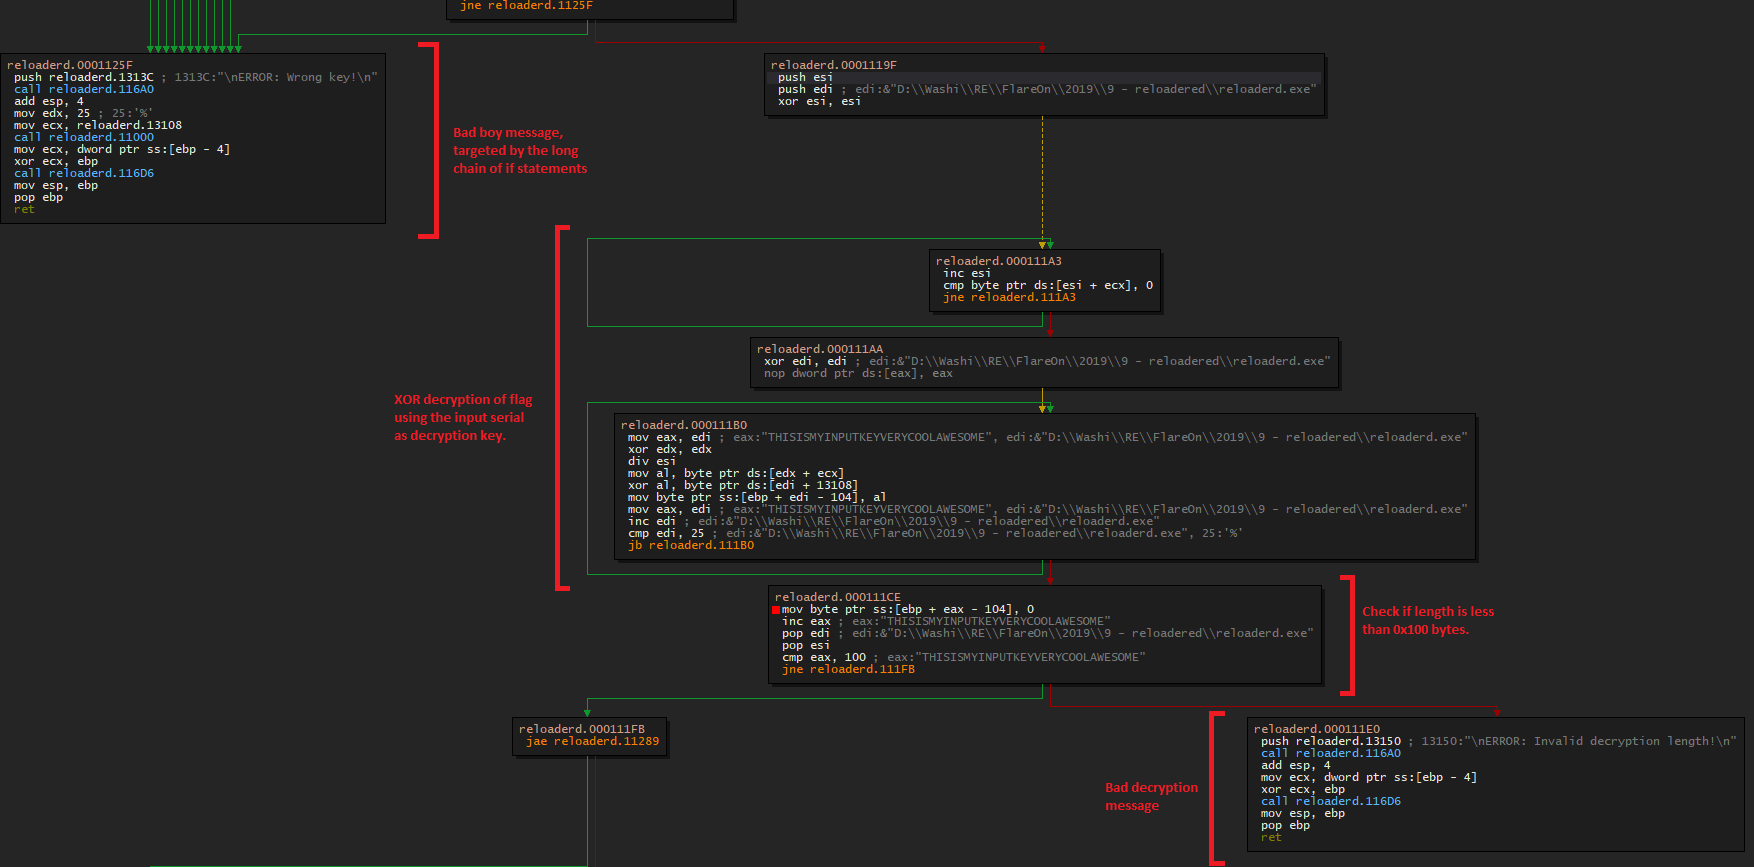 jne reloaderd.1125F
reloaderd.0001125F
push reloaderd.1313C ; 1313C:"\nERROR: Wrong key!\n"
call reloaderd.116A0
add esp, 4
mov edx, 25 ; 25:'%'
mov ecx, reloaderd.13108
call reloaderd.11000
mov ecx, dword ptr ss:[ebp - 4]
xor ecx, ebp
call reloaderd.116D6
mov esp, ebp
pop ebp
ret
Bad boy message,
targeted by the long
chain of if statements
reloaderd.0001119F
push esi
push edi ; edi:&"D:\\Washi\\RE\\FlareOn\\2019\\9 - reloadered\\reloaderd.exe"
xor esi, esi
reloaderd.000111A3
inc esi
cmp byte ptr ds:[esi + ecx], 0
jne reloaderd.111A3
reloaderd.000111AA
xor edi, edi ; edi:&"D:\\Washi\\RE\\FlareOn\\2019\\9 - reloadered\\reloaderd.exe"
nop dword ptr ds:[eax], eax
XOR decryption of flag
using the input serial
as decryption key.
reloaderd.000111B0
mov eax, edi ; eax:"THISISMYINPUTKEYVERYCOOLAWESOME", edi:&"D:\\Washi\\RE\\FlareOn\\2019\\9 - reloadered\\reloaderd.exe"
xor edx, edx
div esi
mov al, byte ptr ds:[edx + ecx]
xor al, byte ptr ds:[edi + 13108]
mov byte ptr ss:[ebp + edi - 104], al
mov eax, edi ; eax:"THISISMYINPUTKEYVERYCOOLAWESOME", edi:&"D:\\Washi\\RE\\FlareOn\\2019\\9 - reloadered\\reloaderd.exe"
inc edi ; edi:&"D:\\Washi\\RE\\FlareOn\\2019\\9 - reloadered\\reloaderd.exe"
cmp edi, 25 ; edi:&"D:\\Washi\\RE\\FlareOn\\2019\\9 - reloadered\\reloaderd.exe", 25:'%'
jb reloaderd.111B0
reloaderd.000111CE
mov byte ptr ss:[ebp + eax - 104], 0
inc eax ; eax:"THISISMYINPUTKEYVERYCOOLAWESOME"
pop edi ; edi:&"D:\\Washi\\RE\\FlareOn\\2019\\9 - reloadered\\reloaderd.exe"
pop esi
cmp eax, 100 ; eax:"THISISMYINPUTKEYVERYCOOLAWESOME"
jne reloaderd.111FB
Check if length is less
than 0x100 bytes.
reloaderd.000111FB
jae reloaderd.11289
Bad decryption
message
reloaderd.000111E0
push reloaderd.13150 ; 13150:"\nERROR: Invalid decryption length!\n"
call reloaderd.116A0
add esp, 4
mov ecx, dword ptr ss:[ebp - 4]
xor ecx, ebp
call reloaderd.116D6
mov esp, ebp
pop ebp
ret